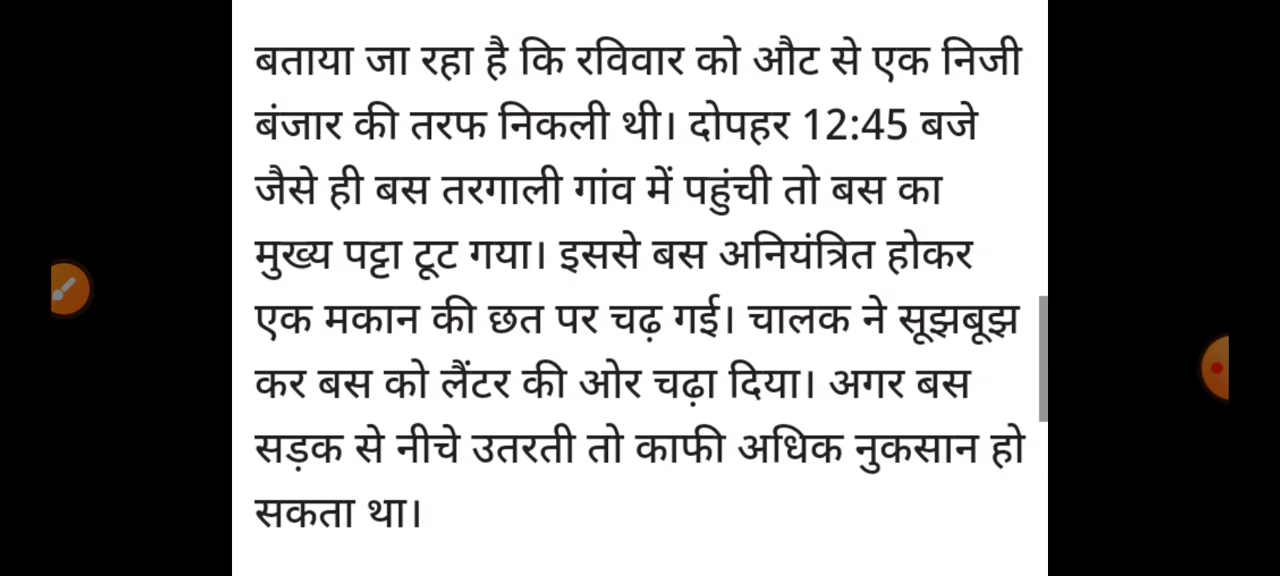 बताया जा रहा है कि रविवार को औट से एक निजी
बंजार की तरफ निकली थी। दोपहर 12:45 बजे
जैसे ही बस तरगाली गांव में पहुंची तो बस का
मुख्य पट्टा टूट गया। इससे बस अनियंत्रित होकर
एक मकान की छत पर चढ़ गई। चालक ने सूझबूझ
कर बस को लैंटर की ओर चढ़ा दिया। अगर बस
सड़क से नीचे उतरती तो काफी अधिक नुकसान हो
सकता था।